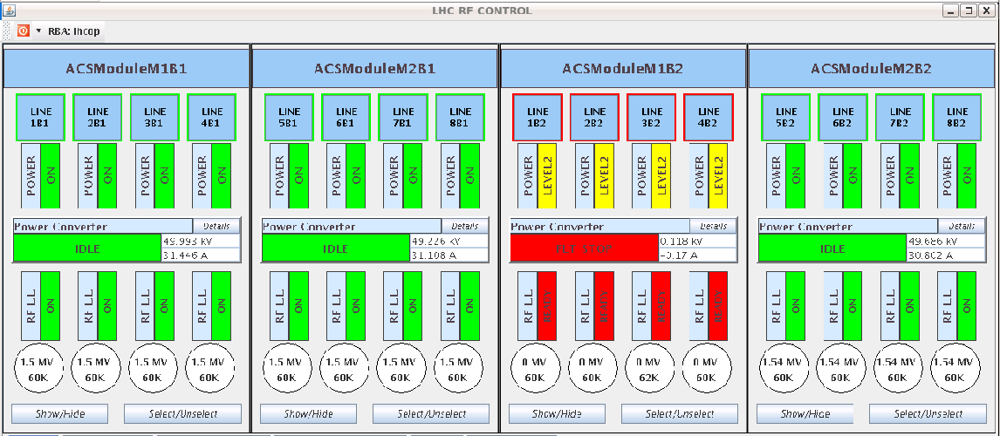 LHC RF CONTROL
RBA: lhcop
ACSModuleM1B1
LINE
1B1
LINE
2B1
LINE
3B1
LINE
4B1
POWER ON
POWER ON
POWER ON
POWER ON
Power Converter Details
IDLE
49.993 kV
31.446 A
RF LL ON
RF LL ON
RF LL ON
RF LL ON
1.5 MV
60K
1.5 MV
60K
1.5 MV
60K
1.5 MV
60K
Show/Hide Select/Unselect
ACSModuleM2B1
LINE
5B1
LINE
6B1
LINE
7B1
LINE
8B1
POWER ON
POWER ON
POWER ON
POWER ON
Power Converter Details
IDLE
49.226 kV
31.108 A
RF LL ON
RF LL ON
RF LL ON
RF LL ON
1.5 MV
60K
1.5 MV
60K
1.5 MV
60K
1.5 MV
60K
Show/Hide Select/Unselect
ACSModuleM1B2
LINE
1B2
LINE
2B2
LINE
3B2
LINE
4B2
POWER LEVEL2
POWER LEVEL2
POWER LEVEL2
POWER LEVEL2
Power Converter Details
STOP
0.118 kV
-0.17 A
RF LL READY
RF LL READY
RF LL READY
RF LL READY
0 MV
60K
0 MV
60K
0 MV
62K
0 MV
60K
Show/Hide Select/Unselect
ACSModuleM2B2
LINE
5B2
LINE
6B2
LINE
7B2
LINE
8B2
POWER ON
POWER ON
POWER ON
POWER ON
Power Converter Details
IDLE
49.686 kV
30.802 A
RF LL ON
RF LL ON
RF LL ON
RF LL ON
1.54 MV
60K
1.54 MV
60K
1.54 MV
60K
1.54 MV
60K
Show/Hide Select/Unselect